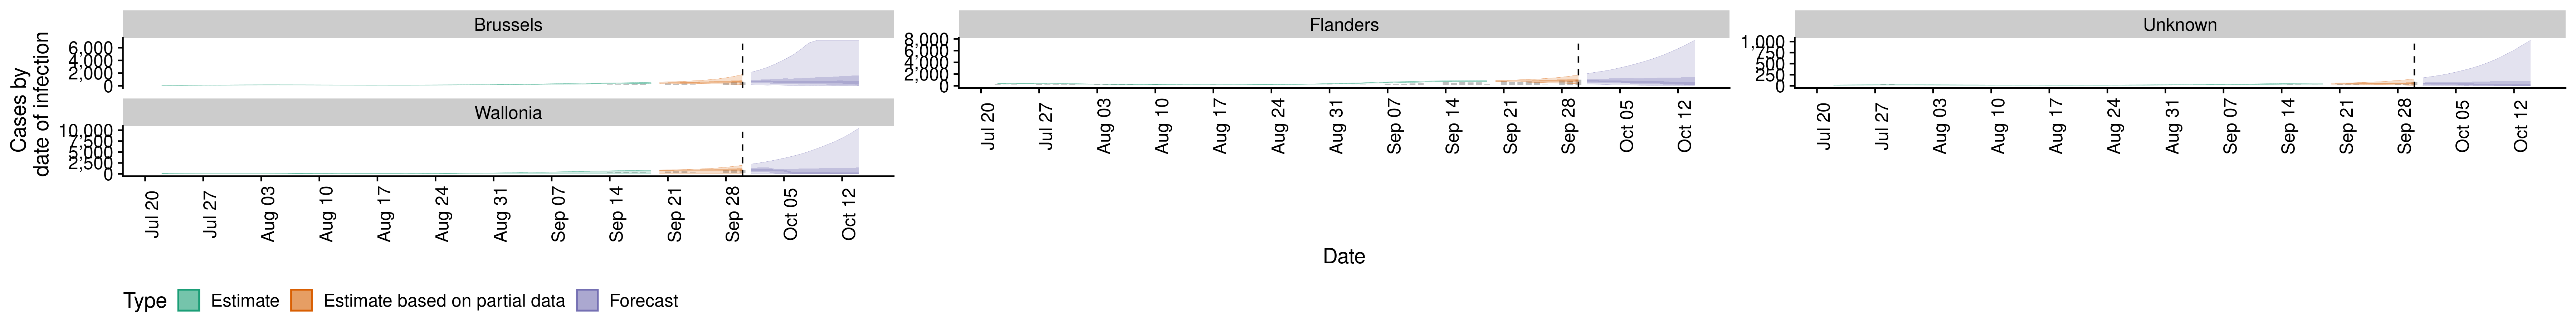 Brussels
Flanders
Unknown
6,000
4,000
2,000
0
8,000
6,000
4,000
2,000
0
1,000
750
500
250
0
Cases by
date of infection
Jul 20 Jul 27 Aug 03 Aug 10 Aug 17 Aug 24 Aug 31 Sep 07 Sep 14 Sep 21 Sep 28 Oct 05 Oct 12
Jul 20 Jul 27 Aug 03 Aug 10 Aug 17 Aug 24 Aug 31 Sep 07 Sep 14 Sep 21 Sep 28 Oct 05 Oct 12
Wallonia
10,000
7,500
5,000
2,500
0
Jul 20 Jul 27 Aug 03 Aug 10 Aug 17 Aug 24 Aug 31 Sep 07 Sep 14 Sep 21 Sep 28 Oct 05 Oct 12
Date
Type Estimate Estimate based on partial data Forecast